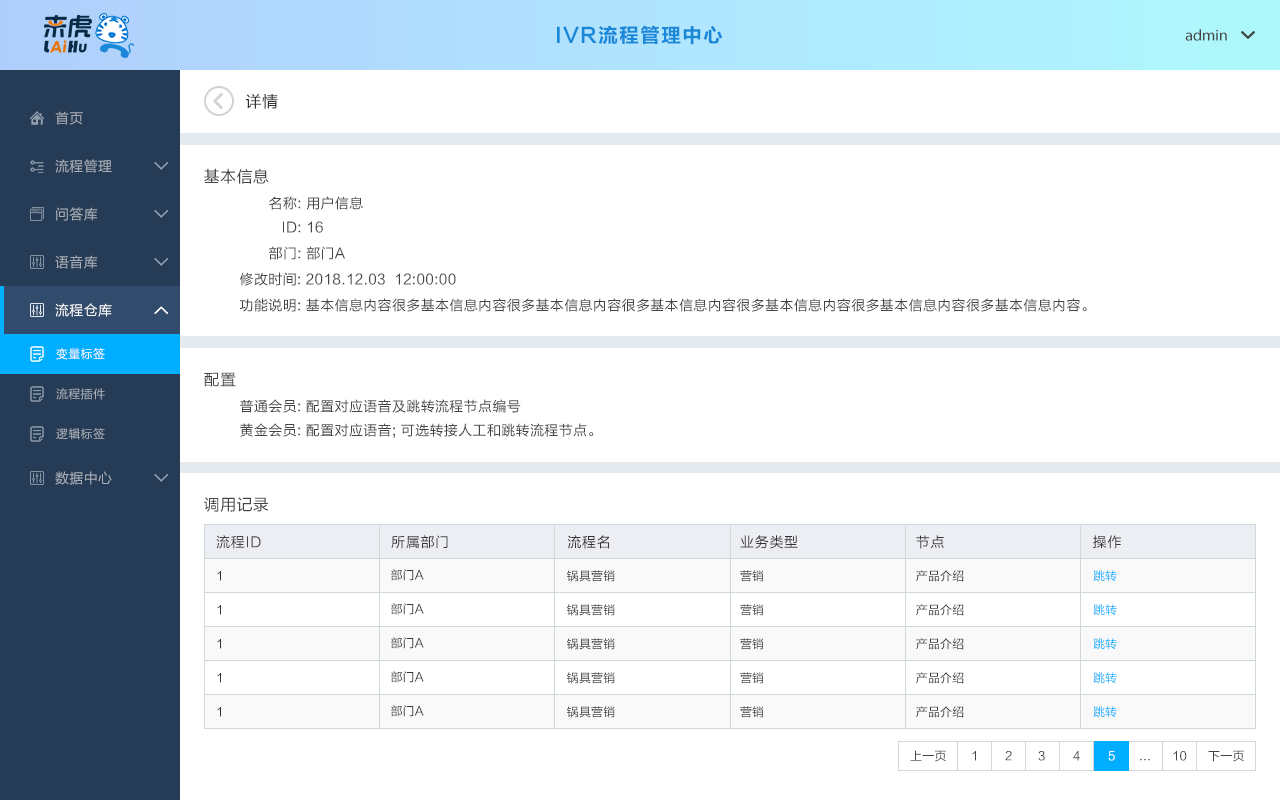 来虎
LAiHu
IVR流程管理中心
admin
首页
流程管理
问答库
语音库
流程仓库
变量标签
流程插件
逻辑标签
数据中心
详情
基本信息
名称: 用户信息
ID: 16
部门: 部门A
修改时间: 2018.12.03 12:00:00
功能说明: 基本信息内容很多基本信息内容很多基本信息内容很多基本信息内容很多基本信息内容很多基本信息内容很多基本信息内容。
配置
普通会员: 配置对应语音及跳转流程节点编号
黄金会员: 配置对应语音; 可选转接人工和跳转流程节点。
调用记录
流程ID 所属部门 流程名 业务类型 节点 操作
1 部门A 锅具营销 营销 产品介绍 跳转
1 部门A 锅具营销 营销 产品介绍 跳转
1 部门A 锅具营销 营销 产品介绍 跳转
1 部门A 锅具营销 营销 产品介绍 跳转
1 部门A 锅具营销 营销 产品介绍 跳转
上一页 1 2 3 4 5 ... 10 下一页